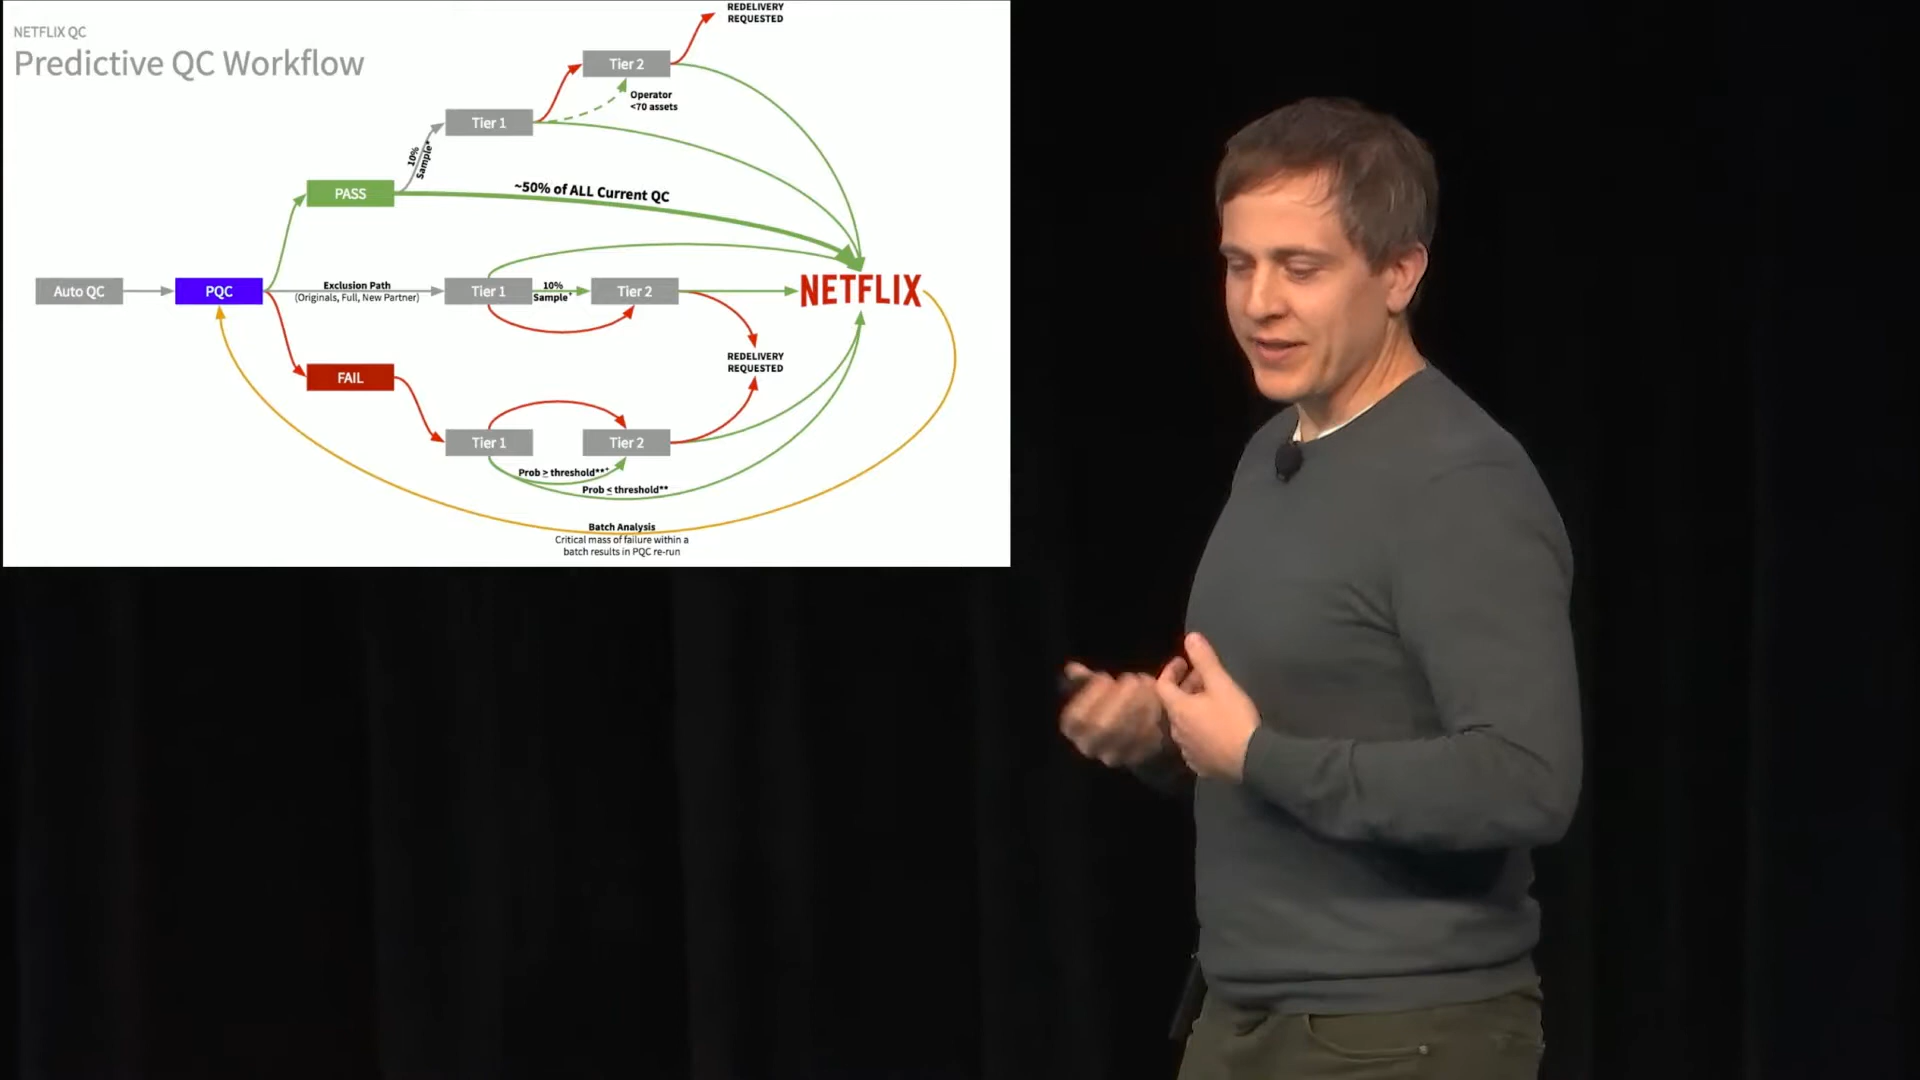 NETFLIX QC
Predictive QC Workflow
REDELIVERY
REQUESTED
Tier 2
Operator
<70 assets
Tier 1
10%
Sample*
PASS
~50% of ALL Current QC
Auto QC
PQC
Exclusion Path
(Originals, Full, New Partner)
Tier 1
10%
Sample*
Tier 2
NETFLIX
REDELIVERY
REQUESTED
FAIL
Tier 1
Tier 2
Prob ≥ threshold***
Prob ≤ threshold**
Batch Analysis
Critical mass of failure within a
batch results in PQC re-run